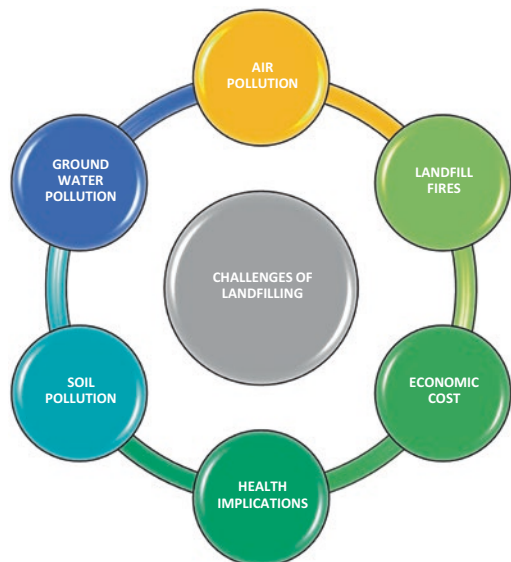 AIR
POLLUTION
LANDFILL
FIRES
ECONOMIC
COST
HEALTH
IMPLICATIONS
SOIL
POLLUTION
GROUND
WATER
POLLUTION
CHALLENGES OF
LANDFILLING